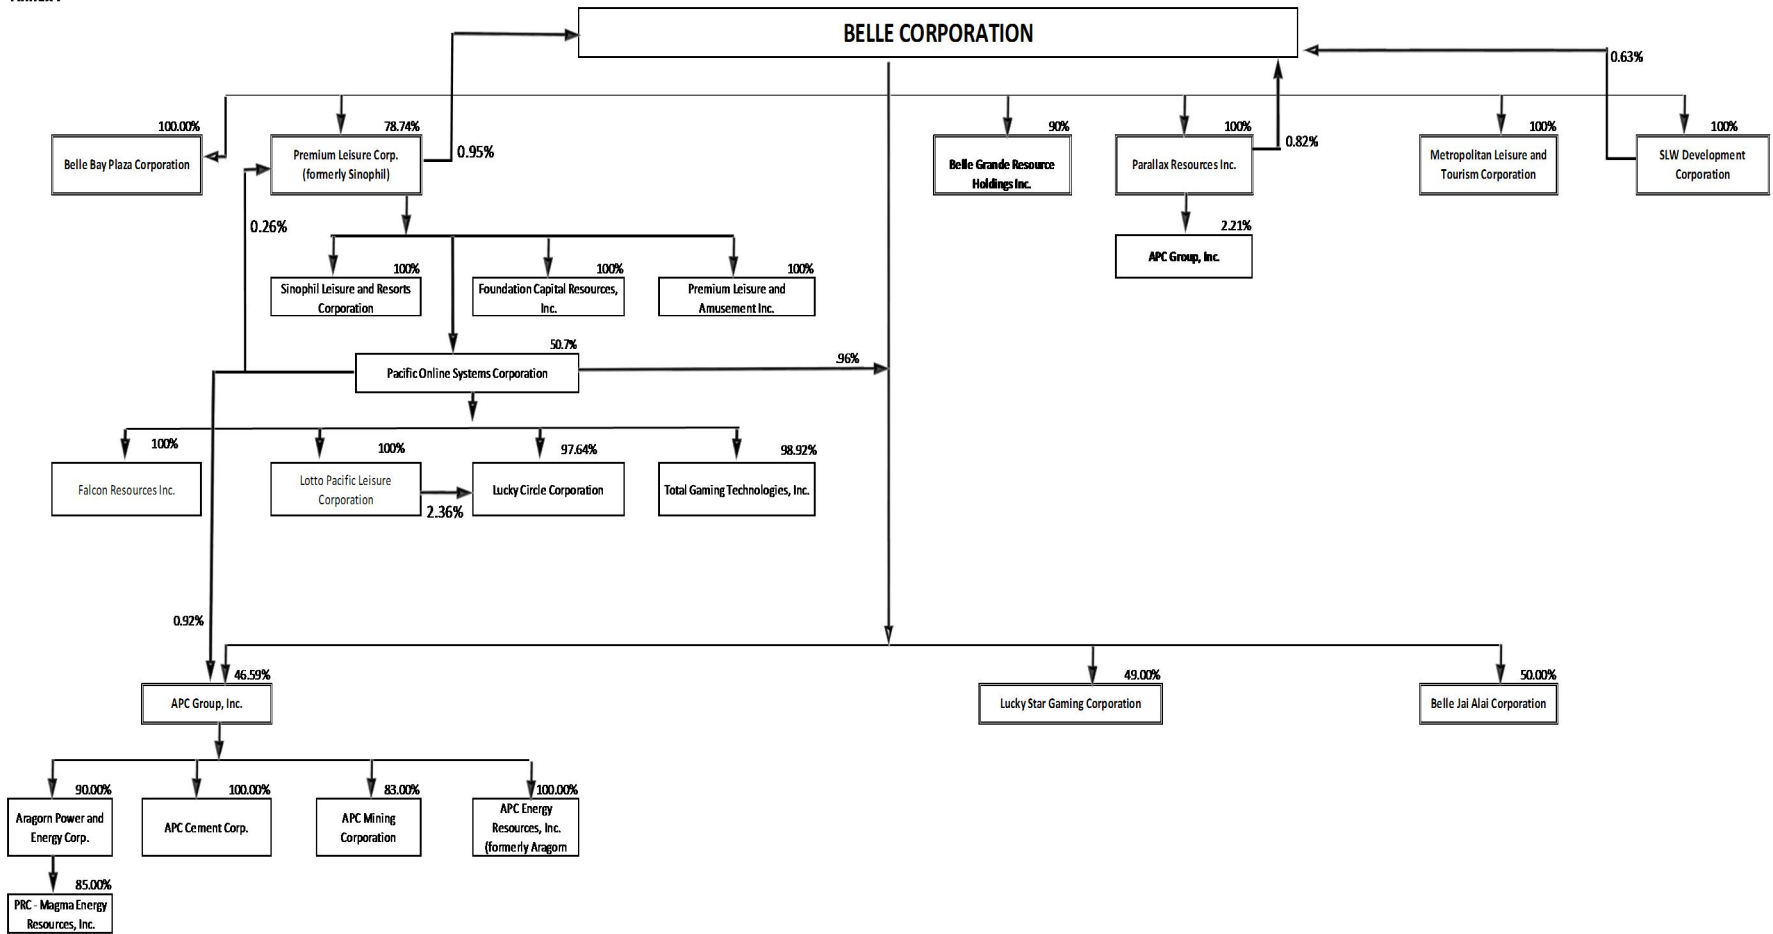 BELLE CORPORATION
0.63%
100.00%
78.74%
90%
100%
100%
100%
0.95%
0.82%
Belle Bay Plaza Corporation
Premium Leisure Corp.
(formerly Sinophil)
Belle Grande Resource
Holdings Inc.
Parallax Resources Inc.
Metropolitan Leisure and
Tourism Corporation
SLW Development
Corporation
0.26%
2.21%
APC Group, Inc.
100%
100%
100%
Sinophil Leisure and Resorts
Corporation
Foundation Capital Resources,
Inc.
Premium Leisure and
Amusement Inc.
50.7%
.96%
Pacific Online Systems Corporation
100%
100%
97.64%
98.92%
Falcon Resources Inc.
Lotto Pacific Leisure
Corporation
Lucky Circle Corporation
Total Gaming Technologies, Inc.
2.36%
0.92%
46.59%
49.00%
50.00%
APC Group, Inc.
Lucky Star Gaming Corporation
Belle Jai Alai Corporation
90.00%
100.00%
83.00%
100.00%
Aragorn Power and
Energy Corp.
APC Cement Corp.
APC Mining
Corporation
APC Energy
Resources, Inc.
(formerly Aragorn
85.00%
PRC - Magma Energy
Resources, Inc.